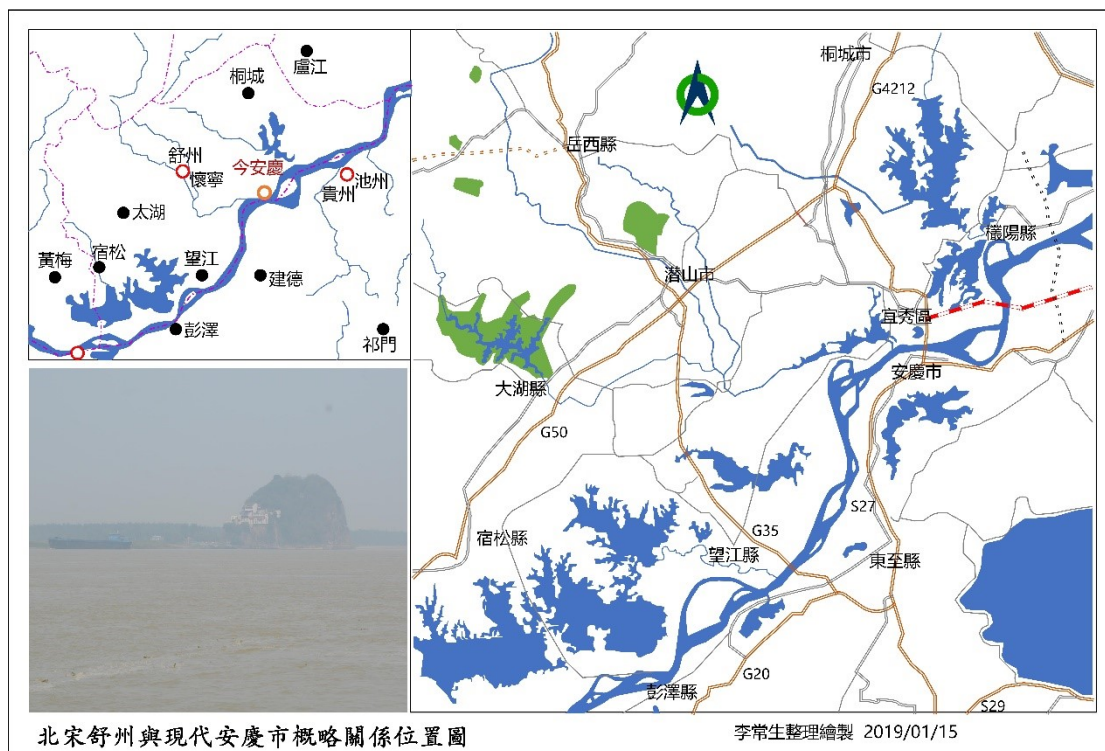 盧江
桐城
舒州
懷寧
今安慶
池州
貴州
太湖
宿松
黃梅
望江
建德
彭澤
祁門
桐城市
G4212
岳西縣
樅陽縣
潛山市
宜秀區
安慶市
大湖縣
G50
S27
宿松縣
望江縣
G35
東至縣
彭澤縣
G20
S29
北宋舒州與現代安慶市概略關係位置圖
李常生整理繪製 2019/01/15